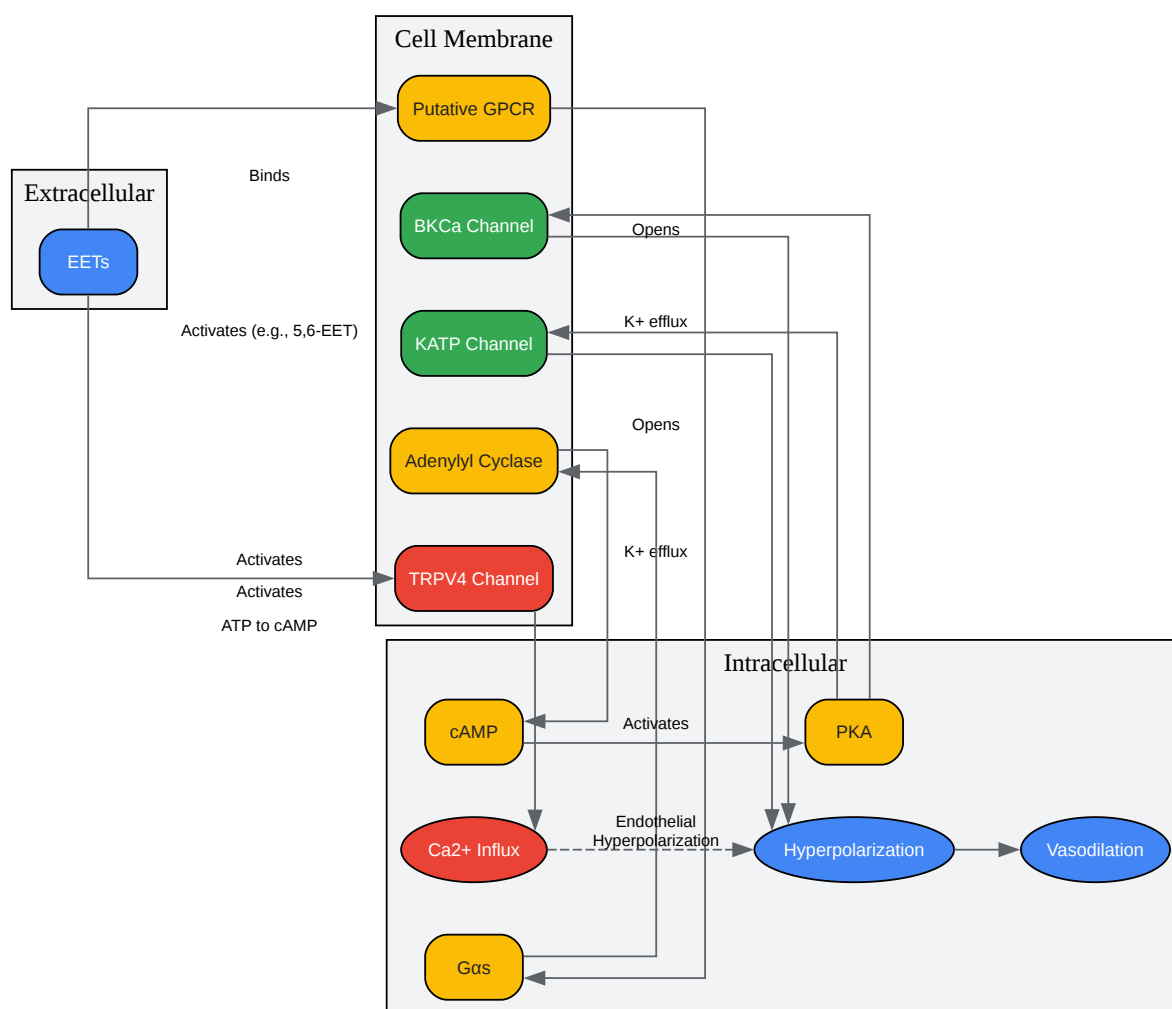 Cell Membrane
Putative GPCR
Binds
Extracellular
EETs
BKCa Channel
Opens
Activates (e.g., 5,6-EET)
K+ efflux
KATP Channel
Opens
Adenylyl Cyclase
K+ efflux
Activates
TRPV4 Channel
Activates
ATP to cAMP
Intracellular
cAMP
Activates
PKA
Endothelial
Hyperpolarization
Ca2+ Influx
Hyperpolarization
Vasodilation
Gαs